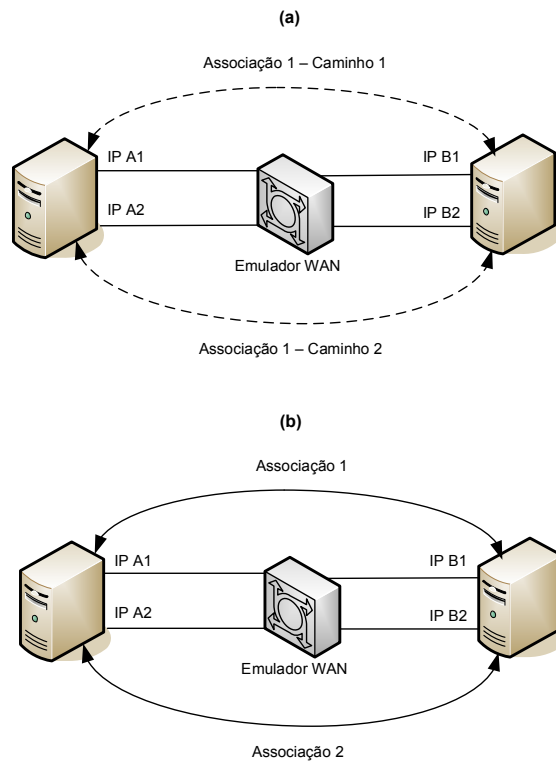 (a)
Associação 1 – Caminho 1
IP A1
IP B1
IP A2
IP B2
Emulador WAN
Associação 1 – Caminho 2
(b)
Associação 1
IP A1
IP B1
IP A2
IP B2
Emulador WAN
Associação 2